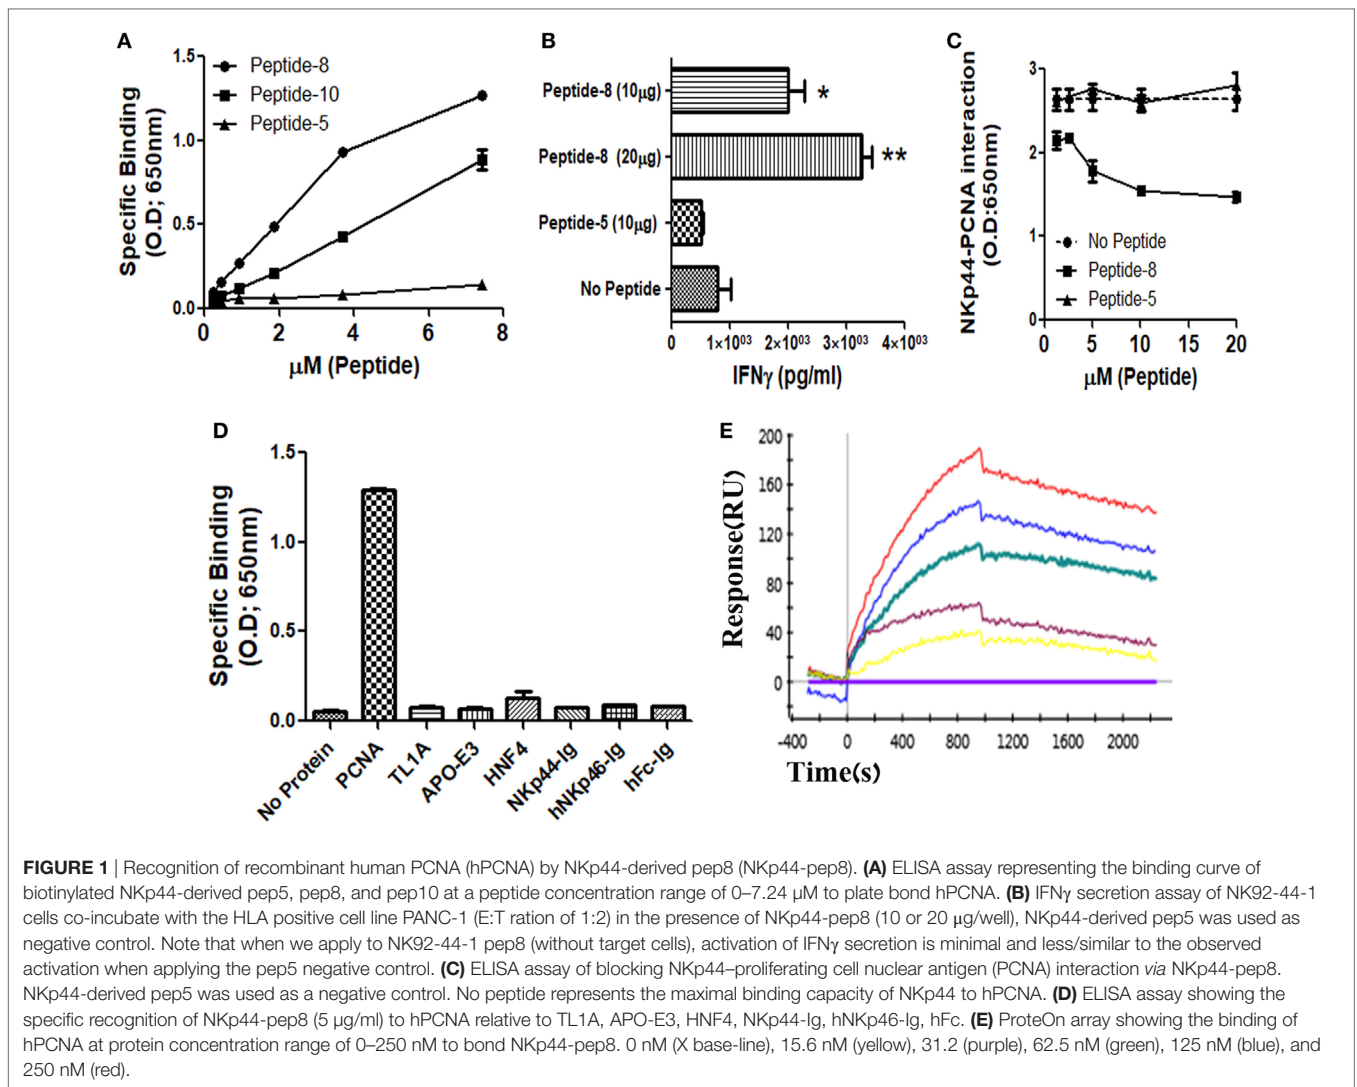 A
1.5
1.0
0.5
0.0
Specific Binding
(O.D; 650nm)
Peptide-8
Peptide-10
Peptide-5
0
2
4
6
8
μM (Peptide)
B
Peptide-8 (10μg)
Peptide-8 (20μg)
Peptide-5 (10μg)
No Peptide
*
**
0
1×10⁰³
2×10⁰³
3×10⁰³
4×10⁰³
IFNγ (pg/ml)
C
3
2
1
0
NKp44-PCNA interaction
(O.D:650nm)
No Peptide
Peptide-8
Peptide-5
0
5
10
15
20
μM (Peptide)
D
1.5
1.0
0.5
0.0
Specific Binding
(O.D; 650nm)
No Protein
PCNA
TL1A
APO-E3
HNF4
NKp44-Ig
hNKp46-Ig
hFc-Ig
E
200
160
120
80
40
0
Response(RU)
-400
0
400
800
1200
1600
2000
Time(s)
FIGURE 1 | Recognition of recombinant human PCNA (hPCNA) by NKp44-derived pep8 (NKp44-pep8). (A) ELISA assay representing the binding curve of
biotinylated NKp44-derived pep5, pep8, and pep10 at a peptide concentration range of 0–7.24 μM to plate bond hPCNA. (B) IFNγ secretion assay of NK92-44-1
cells co-incubate with the HLA positive cell line PANC-1 (E:T ration of 1:2) in the presence of NKp44-pep8 (10 or 20 μg/well), NKp44-derived pep5 was used as
negative control. Note that when we apply to NK92-44-1 pep8 (without target cells), activation of IFNγ secretion is minimal and less/similar to the observed
activation when applying the pep5 negative control. (C) ELISA assay of blocking NKp44–proliferating cell nuclear antigen (PCNA) interaction via NKp44-pep8.
NKp44-derived pep5 was used as a negative control. No peptide represents the maximal binding capacity of NKp44 to hPCNA. (D) ELISA assay showing the
specific recognition of NKp44-pep8 (5 μg/ml) to hPCNA relative to TL1A, APO-E3, HNF4, NKp44-Ig, hNKp46-Ig, hFc. (E) ProteOn array showing the binding of
hPCNA at protein concentration range of 0–250 nM to bond NKp44-pep8. 0 nM (X base-line), 15.6 nM (yellow), 31.2 (purple), 62.5 nM (green), 125 nM (blue), and
250 nM (red).